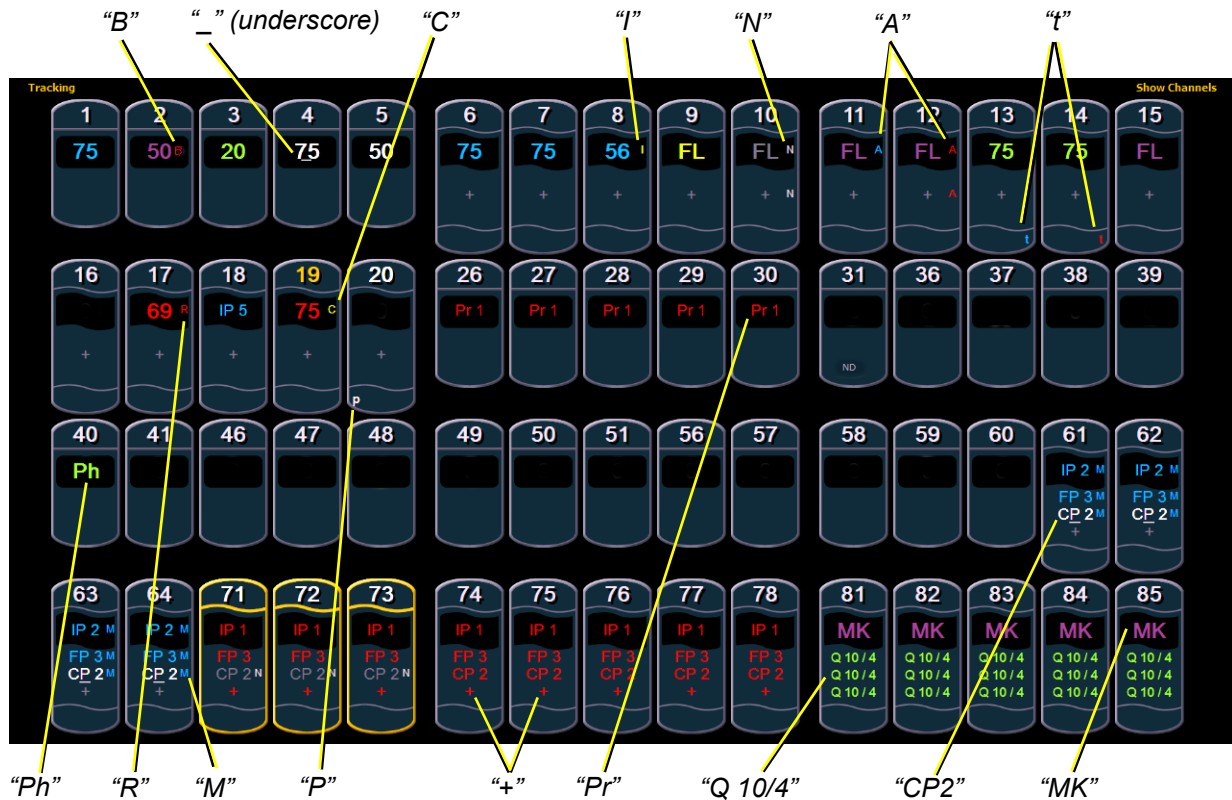 “B” “_” (underscore) “C” “I” “N” “A” “t”
Tracking Show Channels
1 2 3 4 5 6 7 8 9 10 11 12 13 14 15
75 50 B 20 75 50 75 75 56 I FL FL N FL A FL A 75 75 FL
+ + + + + N + + A + + +
t t
16 17 18 19 20 26 27 28 29 30 31 36 37 38 39
69 R IP 5 75 C Pr 1 Pr 1 Pr 1 Pr 1 Pr 1
+ + + + +
ND
p
40 41 46 47 48 49 50 51 56 57 58 59 60 61 62
Ph IP 2 M IP 2 M
FP 3 M FP 3 M
CP 2 M CP 2 M
+ +
63 64 71 72 73 74 75 76 77 78 81 82 83 84 85
IP 2 M IP 2 M IP 1 IP 1 IP 1 IP 1 IP 1 IP 1 IP 1 IP 1 MK MK MK MK MK
FP 3 M FP 3 M FP 3 FP 3 FP 3 FP 3 FP 3 FP 3 FP 3 FP 3 Q 10 / 4 Q 10 / 4 Q 10 / 4 Q 10 / 4 Q 10 / 4
CP 2 M CP 2 M CP 2 N CP 2 N CP 2 N CP 2 CP 2 CP 2 CP 2 CP 2 Q 10 / 4 Q 10 / 4 Q 10 / 4 Q 10 / 4 Q 10 / 4
+ + + + + + + + + + Q 10 / 4 Q 10 / 4 Q 10 / 4 Q 10 / 4 Q 10 / 4
“Ph” “R” “M” “P” “+” “Pr” “Q 10/4” “CP2” “MK”